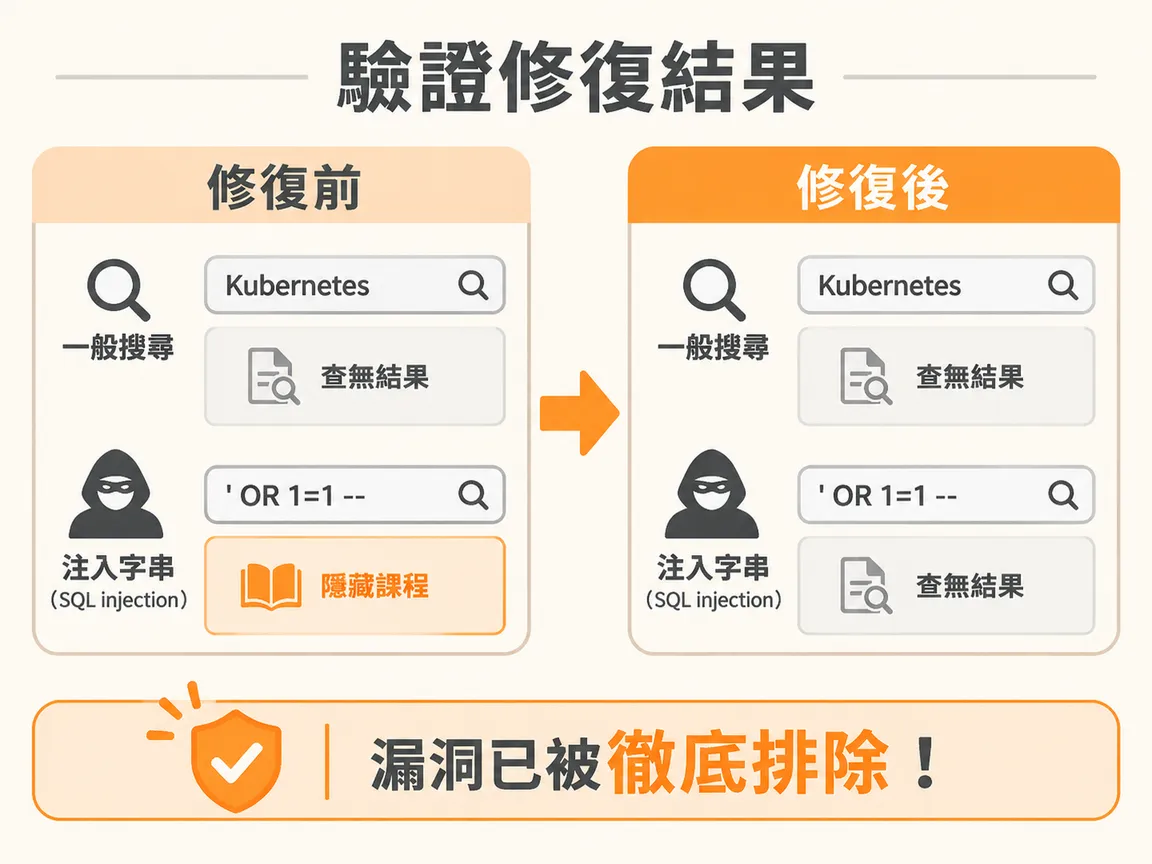 驗證修復結果
修復前
Kubernetes
一般搜尋
查無結果
' OR 1=1 --
注入字串
(SQL injection)
隱藏課程
修復後
Kubernetes
一般搜尋
查無結果
' OR 1=1 --
注入字串
(SQL injection)
查無結果
漏洞已被徹底排除！